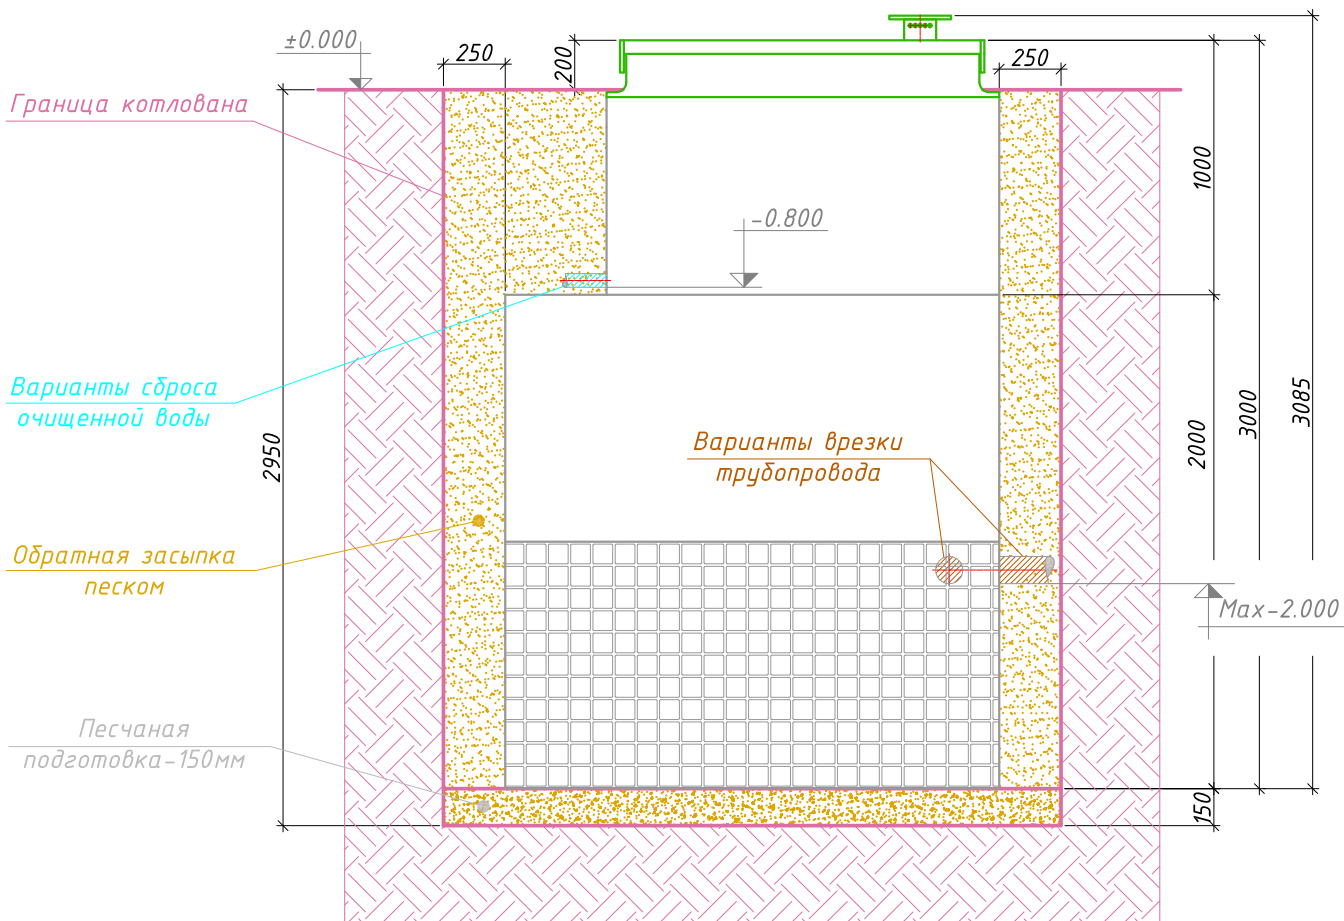 ±0.000
250
200
250
Граница котлована
1000
-0.800
Варианты сброса
очищенной воды
2950
3085
3000
2000
Варианты врезки
трубопровода
Обратная засыпка
песком
Max-2.000
Песчаная
подготовка-150мм
150